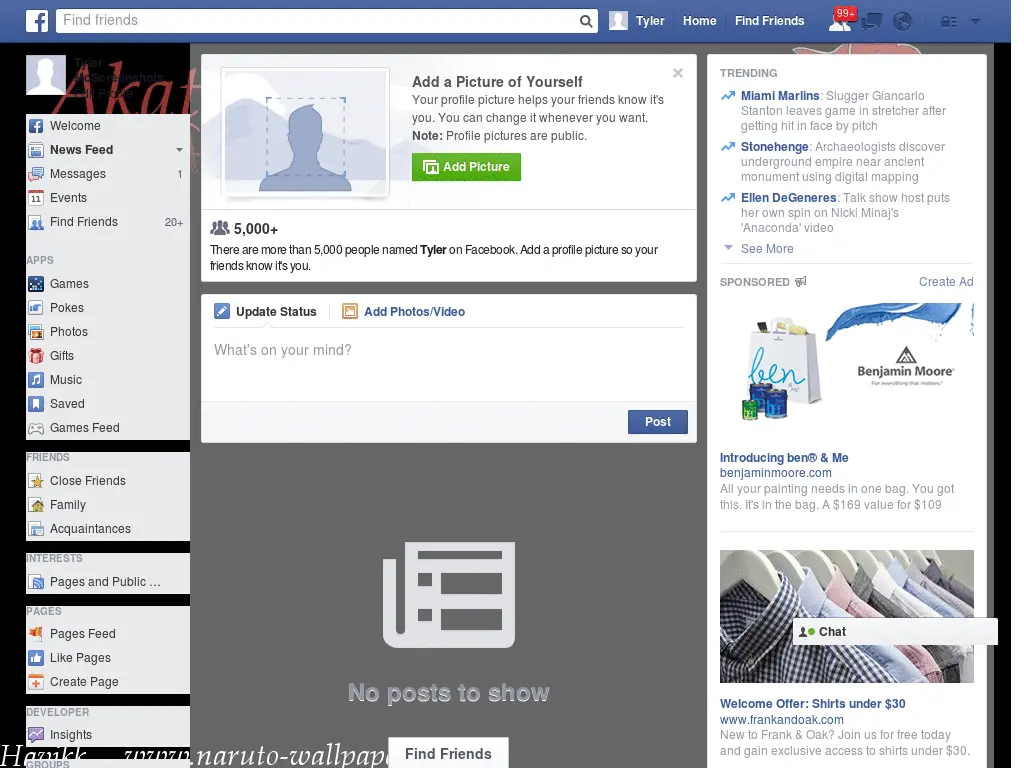 Find friends
Tyler
Home
Find Friends
99+
Tyler
McScreenshots
Akat
Welcome
News Feed
Messages 1
Events
Find Friends 20+
APPS
Games
Pokes
Photos
Gifts
Music
Saved
Games Feed
FRIENDS
Close Friends
Family
Acquaintances
INTERESTS
Pages and Public ...
PAGES
Pages Feed
Like Pages
Create Page
DEVELOPER
Insights
GROUPS
www.naruto-wallpape
Add a Picture of Yourself
Your profile picture helps your friends know it's
you. You can change it whenever you want.
Note: Profile pictures are public.
Add Picture
5,000+
There are more than 5,000 people named Tyler on Facebook. Add a profile picture so your
friends know it's you.
Update Status
Add Photos/Video
What's on your mind?
Post
No posts to show
Find Friends
TRENDING
Miami Marlins: Slugger Giancarlo
Stanton leaves game in stretcher after
getting hit in face by pitch
Stonehenge: Archaeologists discover
underground empire near ancient
monument using digital mapping
Ellen DeGeneres: Talk show host puts
her own spin on Nicki Minaj's
'Anaconda' video
See More
SPONSORED
Create Ad
ben
Benjamin Moore®
For everything that matters.™
Introducing ben® & Me
benjaminmoore.com
All your painting needs in one bag. You got
this. It's in the bag. A $169 value for $109
Chat
Welcome Offer: Shirts under $30
www.frankandoak.com
New to Frank & Oak? Join us for free today
and gain exclusive access to shirts under $30.